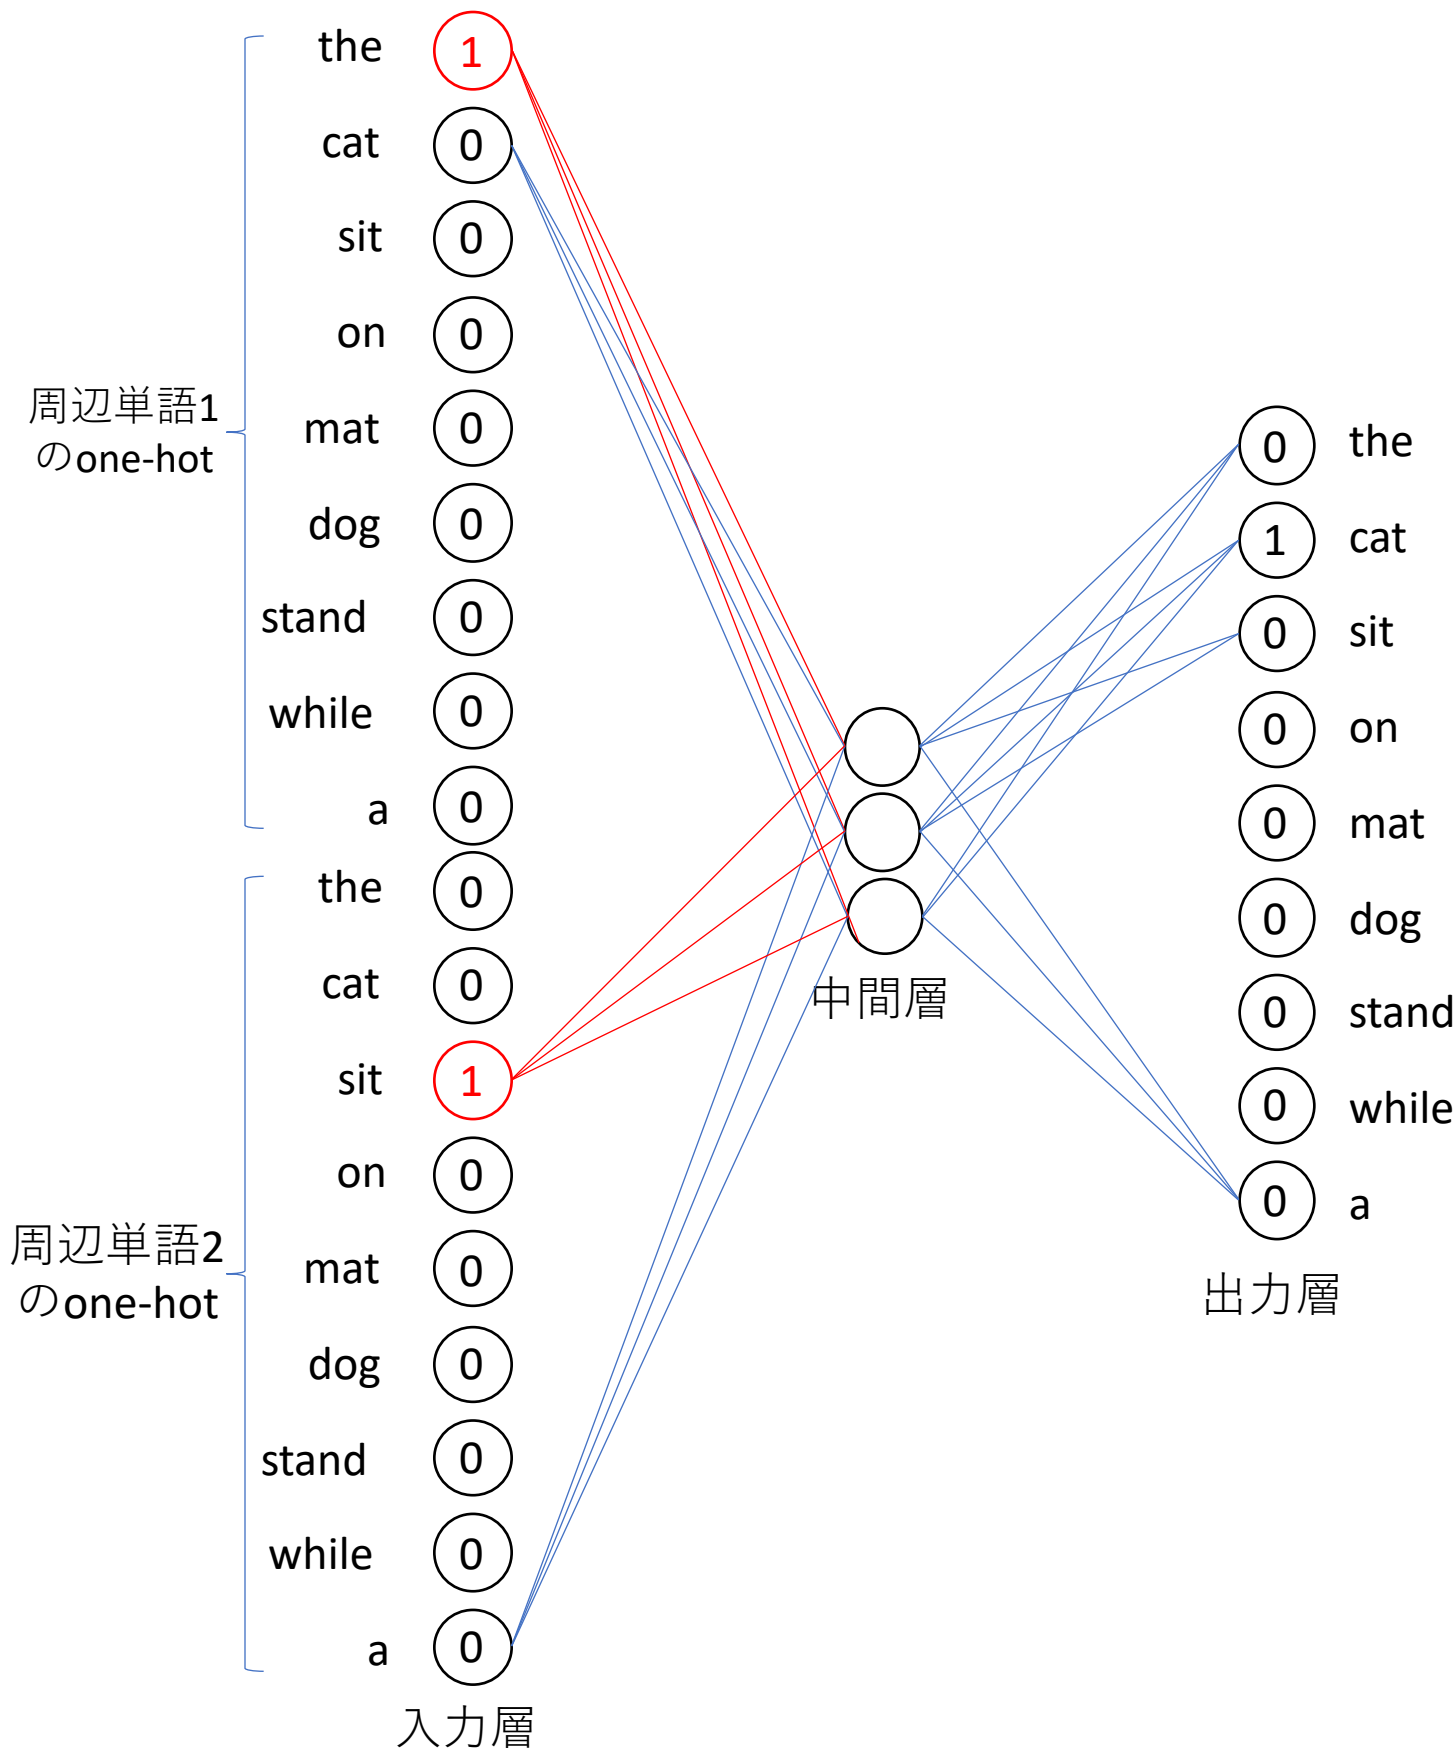 周辺単語1
のone-hot
the 1
cat 0
sit 0
on 0
mat 0
dog 0
stand 0
while 0
a 0
周辺単語2
のone-hot
the 0
cat 0
sit 1
on 0
mat 0
dog 0
stand 0
while 0
a 0
入力層
中間層
0 the
1 cat
0 sit
0 on
0 mat
0 dog
0 stand
0 while
0 a
出力層